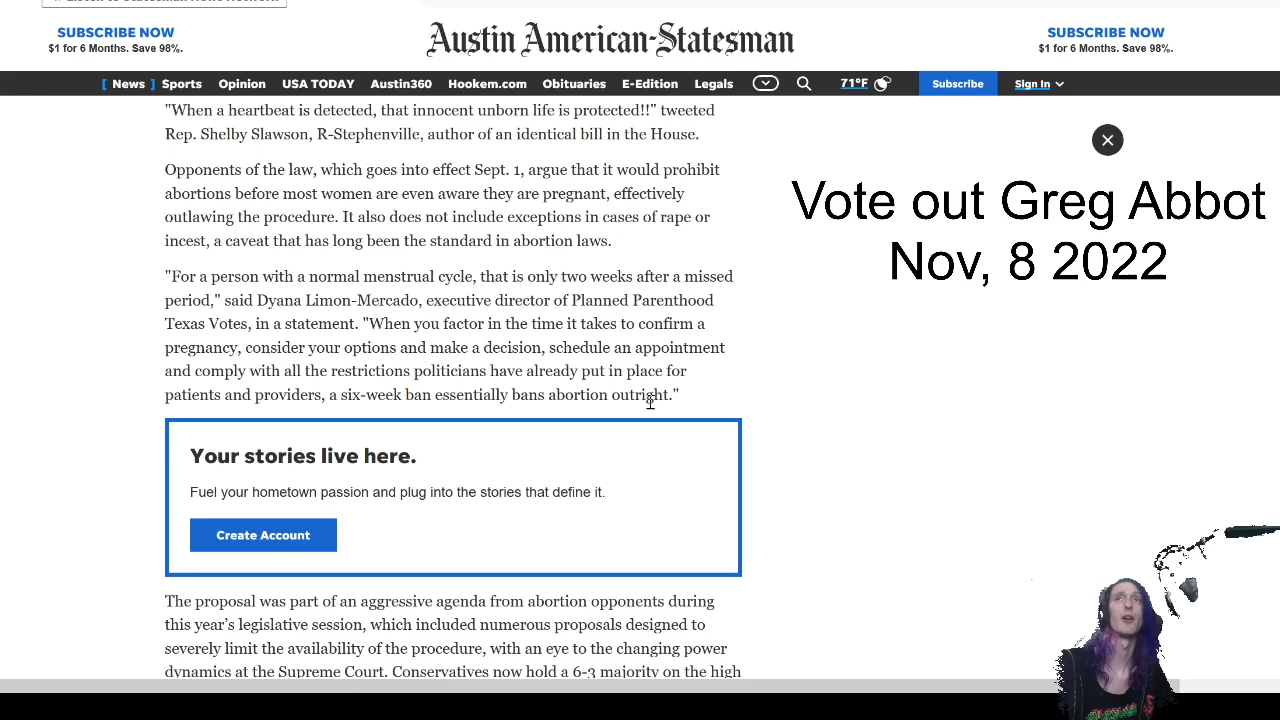 SUBSCRIBE NOW
$1 for 6 Months. Save 98%.
Austin American-Statesman
SUBSCRIBE NOW
$1 for 6 Months. Save 98%.
[ News ] Sports Opinion USA TODAY Austin360 Hookem.com Obituaries E-Edition Legals 71°F Subscribe Sign In
"When a heartbeat is detected, that innocent unborn life is protected!!" tweeted
Rep. Shelby Slawson, R-Stephenville, author of an identical bill in the House.
Opponents of the law, which goes into effect Sept. 1, argue that it would prohibit
abortions before most women are even aware they are pregnant, effectively
outlawing the procedure. It also does not include exceptions in cases of rape or
incest, a caveat that has long been the standard in abortion laws.
"For a person with a normal menstrual cycle, that is only two weeks after a missed
period," said Dyana Limon-Mercado, executive director of Planned Parenthood
Texas Votes, in a statement. "When you factor in the time it takes to confirm a
pregnancy, consider your options and make a decision, schedule an appointment
and comply with all the restrictions politicians have already put in place for
patients and providers, a six-week ban essentially bans abortion outright."
Your stories live here.
Fuel your hometown passion and plug into the stories that define it.
Create Account
The proposal was part of an aggressive agenda from abortion opponents during
this year's legislative session, which included numerous proposals designed to
severely limit the availability of the procedure, with an eye to the changing power
dynamics at the Supreme Court. Conservatives now hold a 6-3 majority on the high
Vote out Greg Abbot
Nov, 8 2022